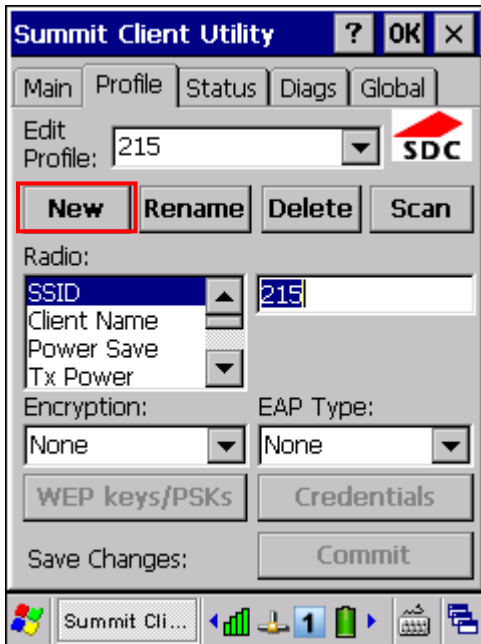 Summit Client Utility ? OK ×
Main Profile Status Diags Global
Edit
Profile: 215 SDC
New Rename Delete Scan
Radio:
SSID 215
Client Name
Power Save
Tx Power
Encryption: EAP Type:
None None
WEP keys/PSKs Credentials
Save Changes: Commit
Summit Cli... 1